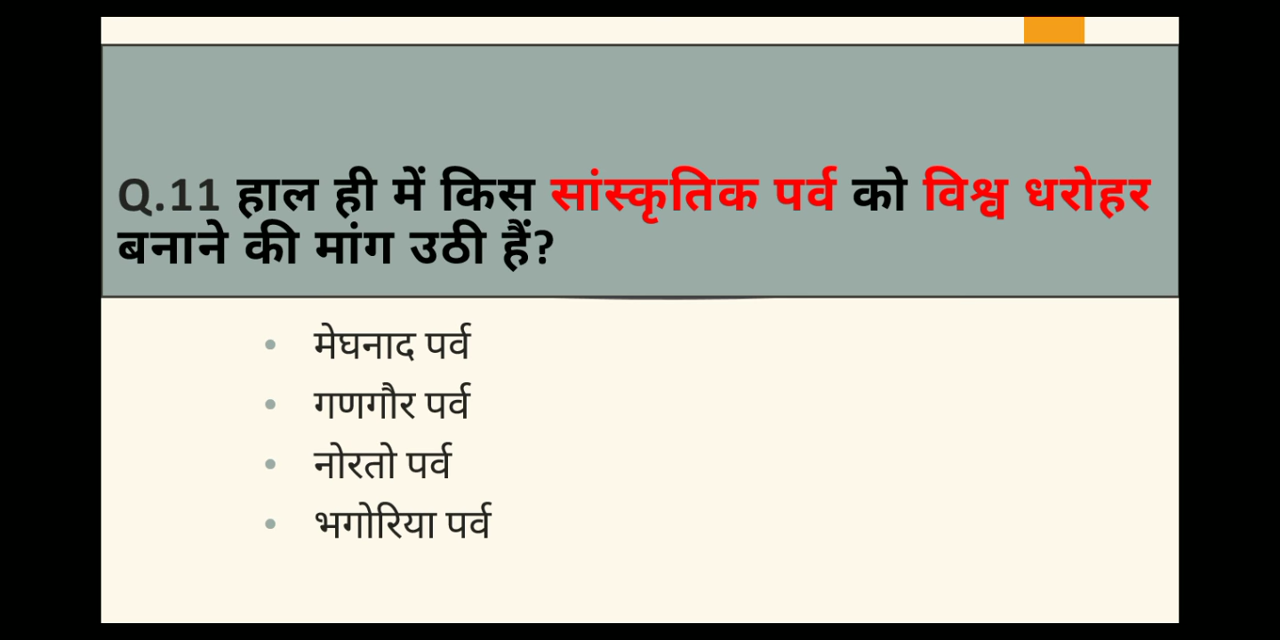 Q.11 हाल ही में किस सांस्कृतिक पर्व को विश्व धरोहर
बनाने की मांग उठी हैं?
• मेघनाद पर्व
• गणगौर पर्व
• नोरतो पर्व
• भगोरिया पर्व